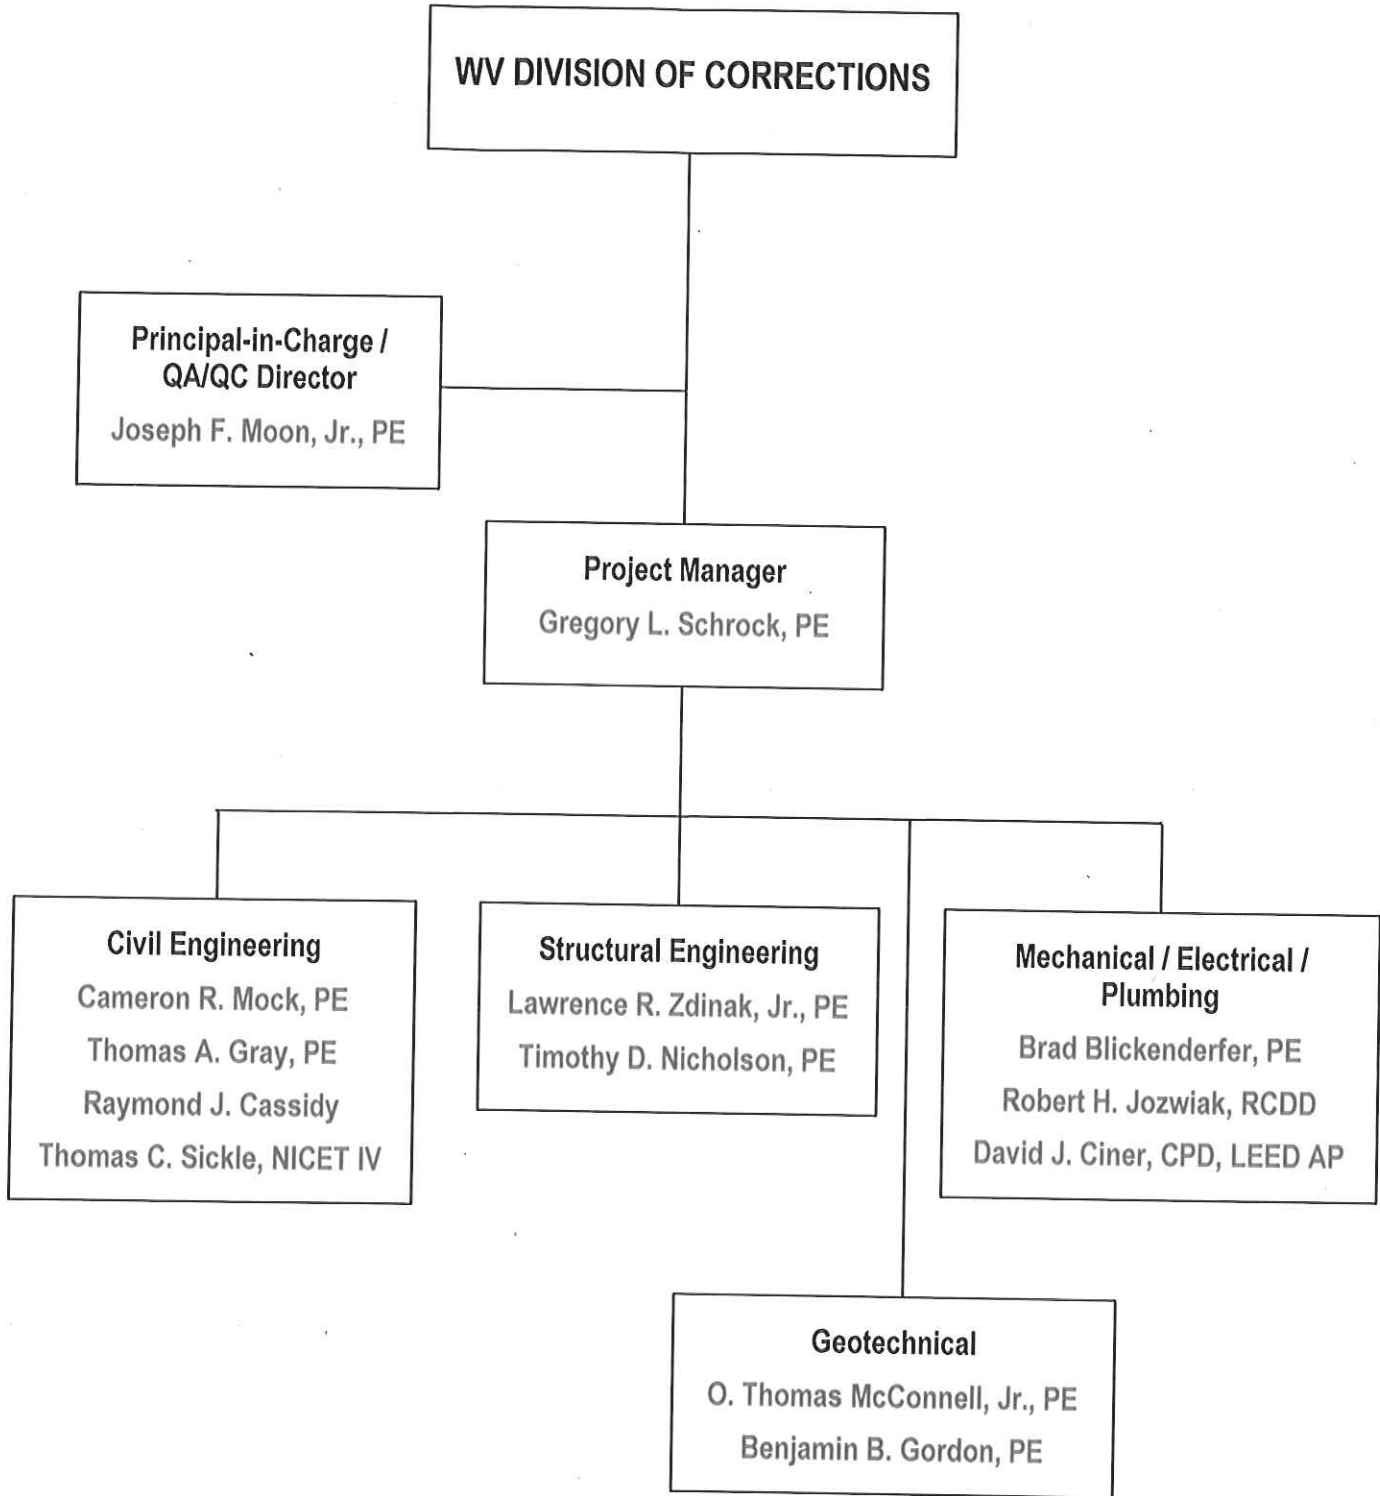 WV DIVISION OF CORRECTIONS
Principal-in-Charge /
QA/QC Director
Joseph F. Moon, Jr., PE
Project Manager
Gregory L. Schrock, PE
Civil Engineering
Cameron R. Mock, PE
Thomas A. Gray, PE
Raymond J. Cassidy
Thomas C. Sickle, NICET IV
Structural Engineering
Lawrence R. Zdinak, Jr., PE
Timothy D. Nicholson, PE
Mechanical / Electrical /
Plumbing
Brad Blickenderfer, PE
Robert H. Jozwiak, RCDD
David J. Ciner, CPD, LEED AP
Geotechnical
O. Thomas McConnell, Jr., PE
Benjamin B. Gordon, PE